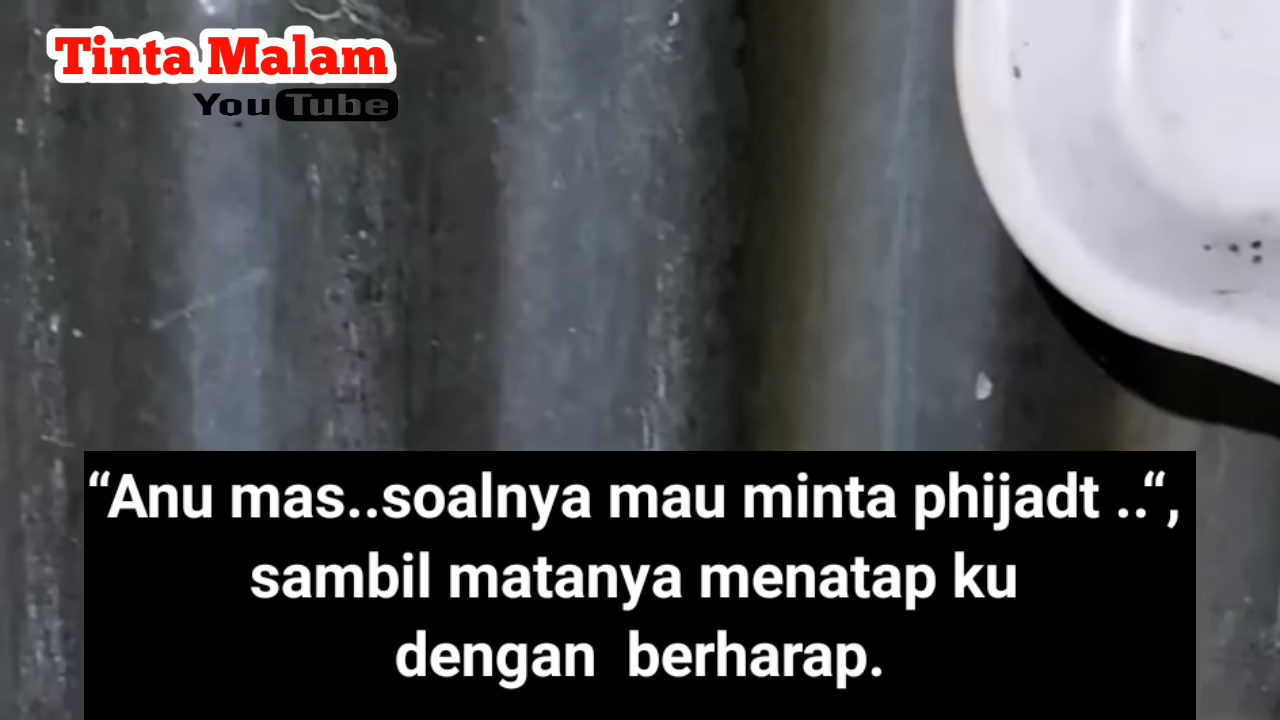 Tinta Malam
YouTube
“Anu mas..soalnya mau minta phijadt ..“,
sambil matanya menatap ku
dengan berharap.